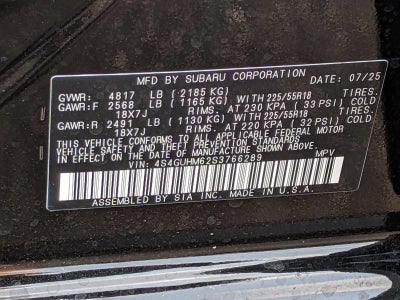 MFD BY SUBARU CORPORATION DATE: 07/25
GVWR: 4817 LB (2185 KG) TIRES.
GAWR:F 2568 LB (1165 KG) WITH 225/55R18
18X7J RIMS. AT 230 KPA (33 PSI) COLD
GAWR:R 2491 LB (1130 KG) WITH 225/55R18 TIRES.
18X7J RIMS. AT 220 KPA (32 PSI) COLD
THIS VEHICLE CONFORMS TO ALL APPLICABLE FEDERAL MOTOR
VEHICLE SAFETY STANDARDS IN EFFECT ON THE DATE OF
MANUFACTURE SHOWN ABOVE.
VIN: 4S4GUHM62S3766289 MPV
ASSEMBLED BY SIA INC. MADE IN U.S.A.